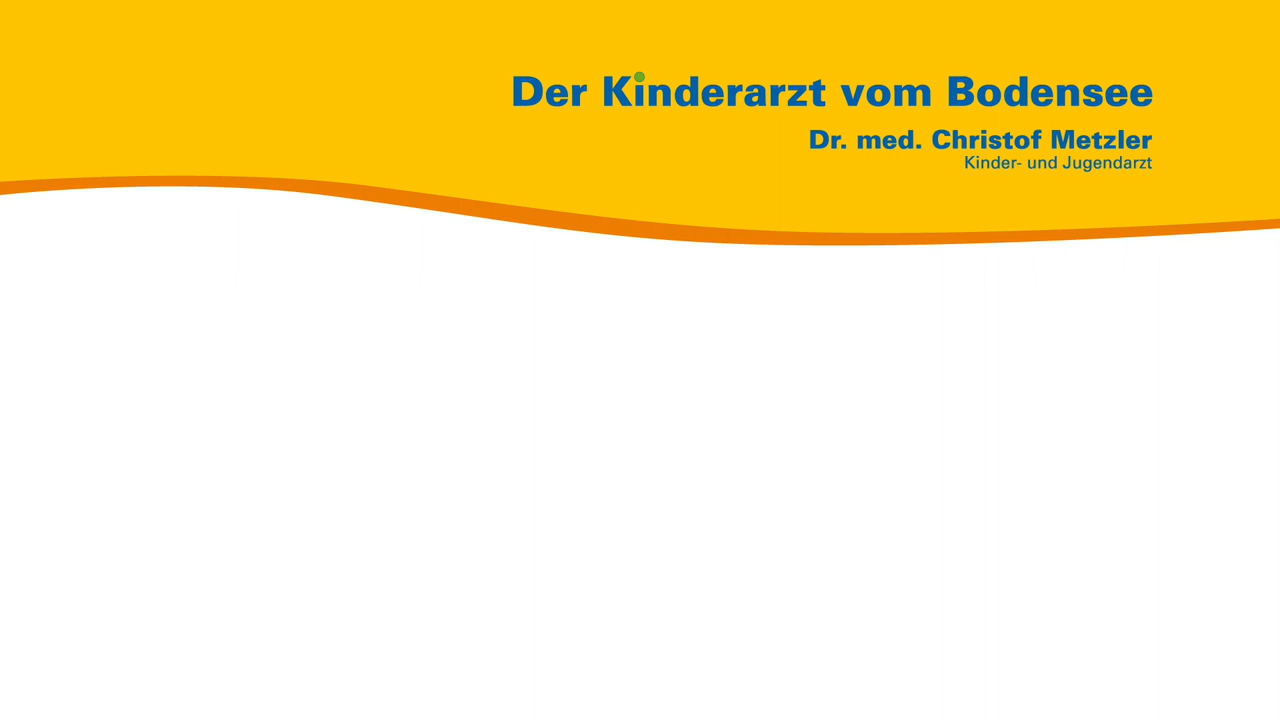 Der Kinderarzt vom Bodensee
Dr. med. Christof Metzler
Kinder- und Jugendarzt